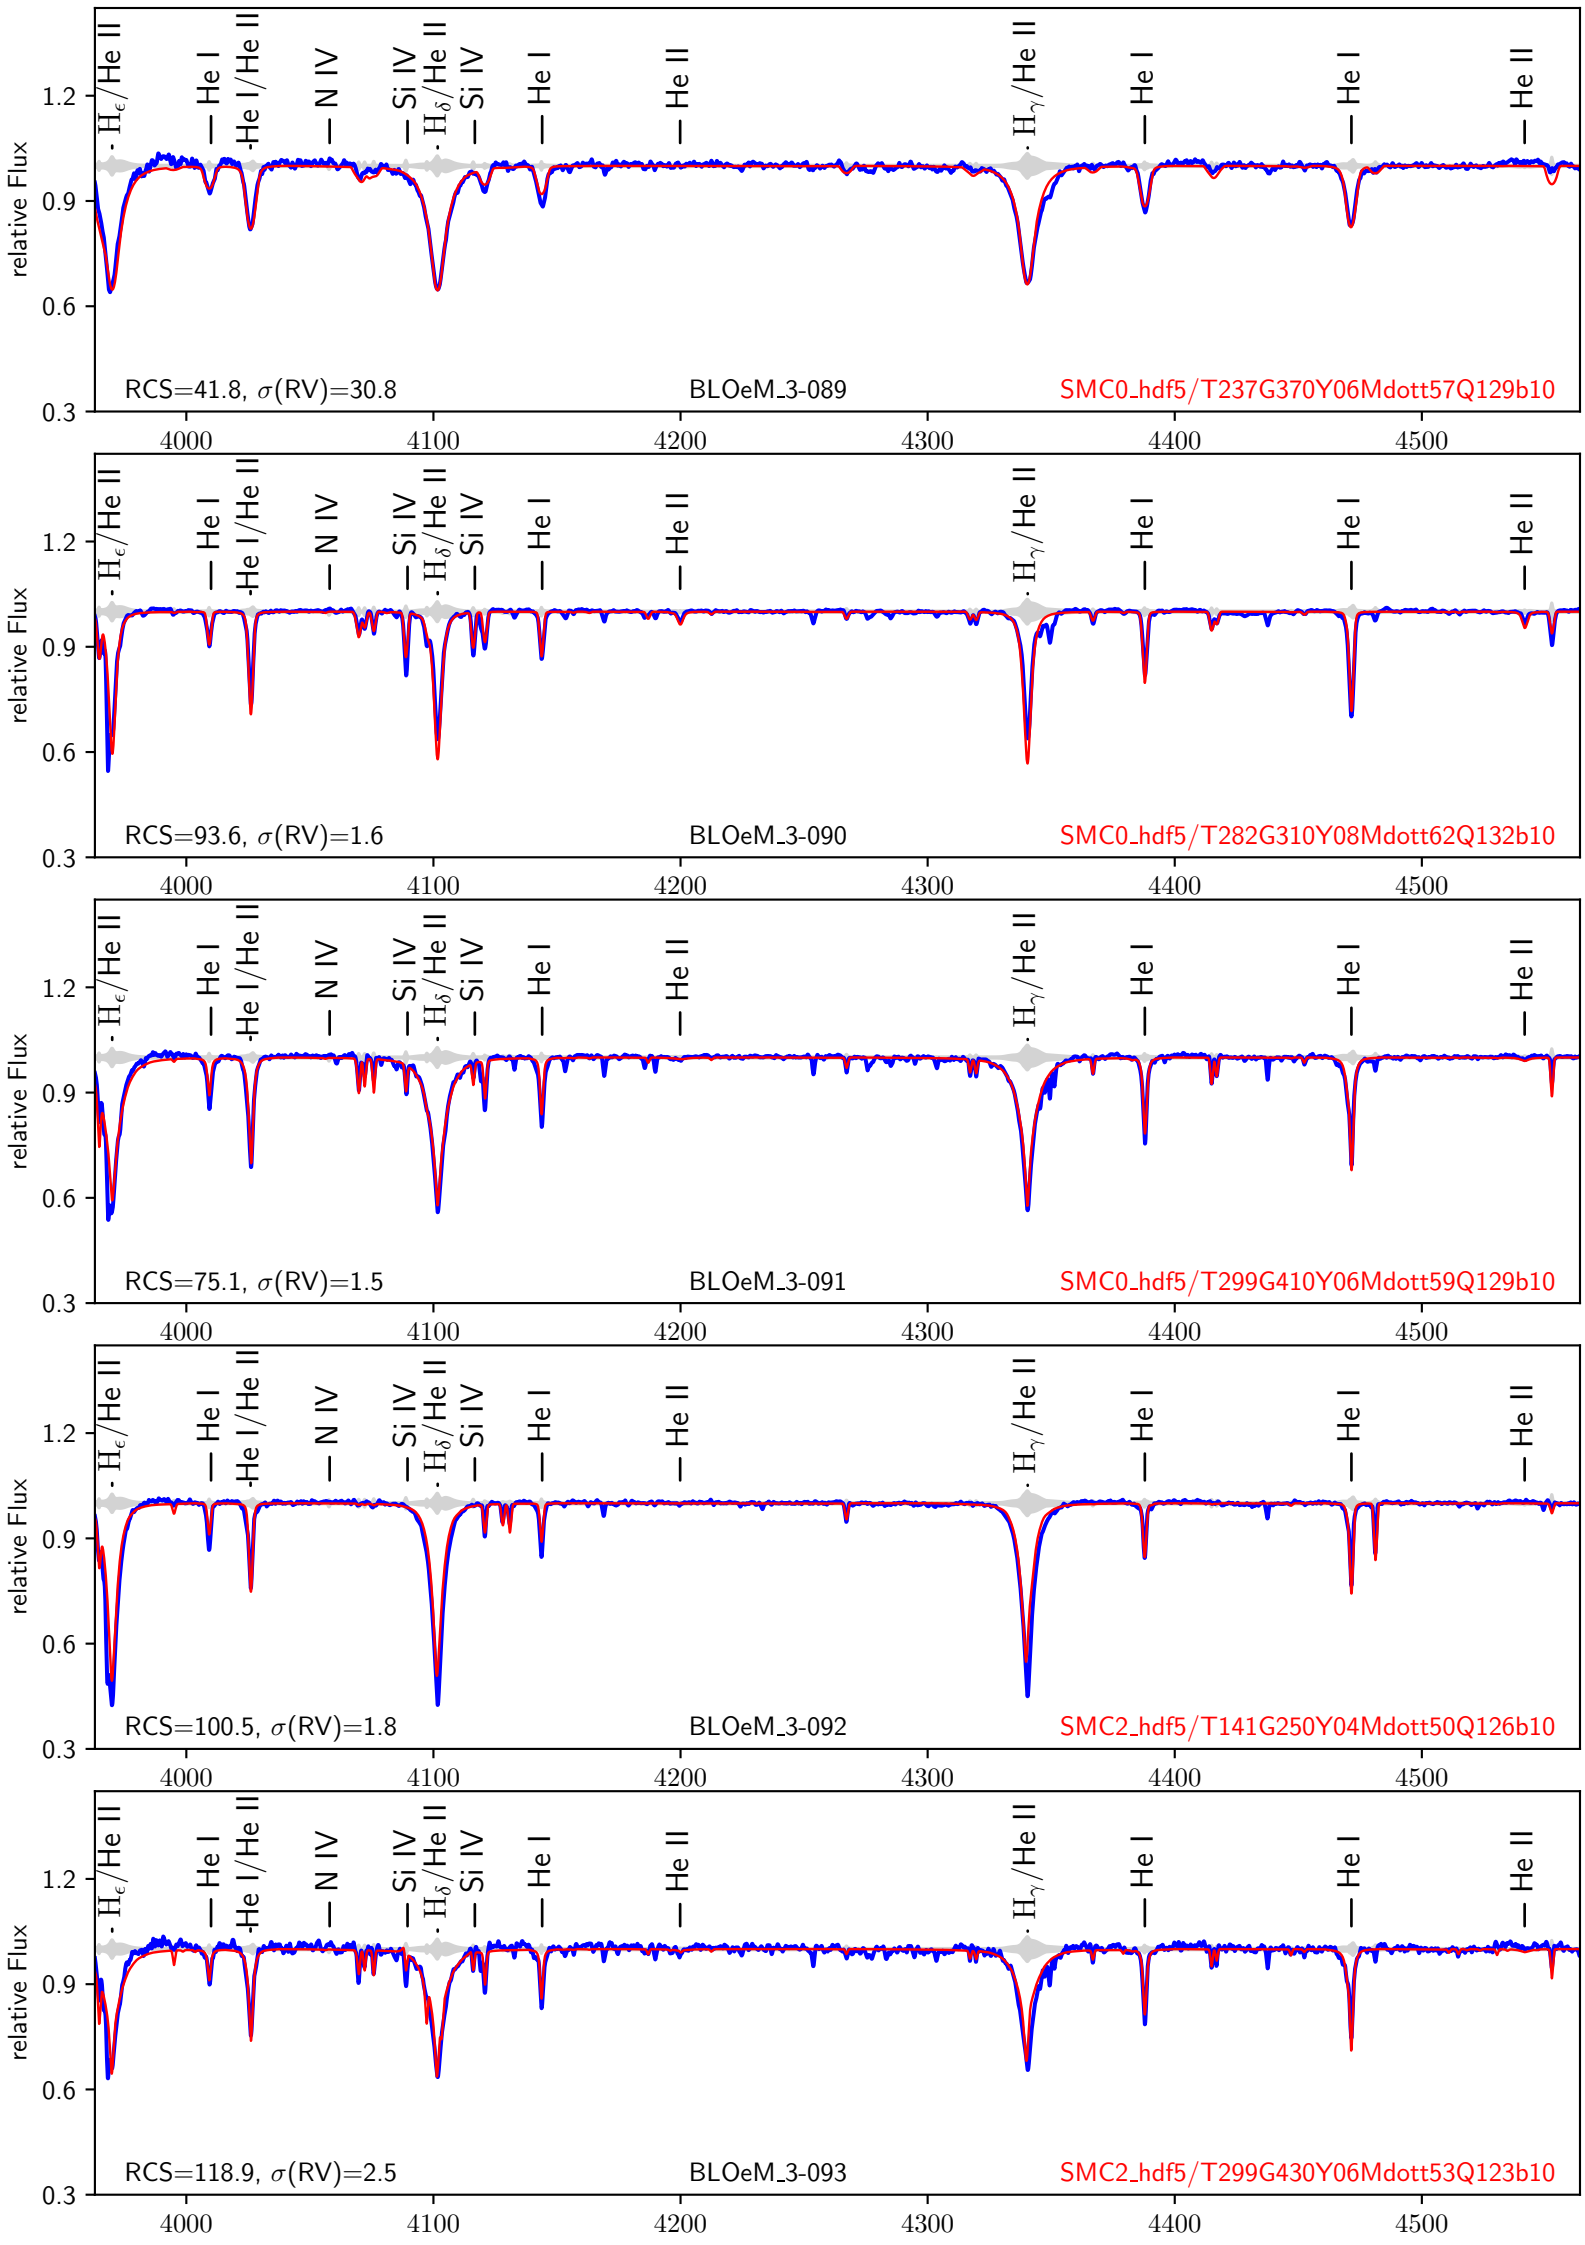 Hϵ/He II
He I
He I/He II
N IV
Si IV
Hδ/He II
Si IV
He I
He II
Hγ/He II
He I
He I
He II
relative Flux
1.2
0.9
0.6
0.3
RCS=41.8, σ(RV)=30.8
BLOeM_3-089
SMC0_hdf5/T237G370Y06Mdott57Q129b10
4000 4100 4200 4300 4400 4500
Hϵ/He II
He I
He I/He II
N IV
Si IV
Hδ/He II
Si IV
He I
He II
Hγ/He II
He I
He I
He II
relative Flux
1.2
0.9
0.6
0.3
RCS=93.6, σ(RV)=1.6
BLOeM_3-090
SMC0_hdf5/T282G310Y08Mdott62Q132b10
4000 4100 4200 4300 4400 4500
Hϵ/He II
He I
He I/He II
N IV
Si IV
Hδ/He II
Si IV
He I
He II
Hγ/He II
He I
He I
He II
relative Flux
1.2
0.9
0.6
0.3
RCS=75.1, σ(RV)=1.5
BLOeM_3-091
SMC0_hdf5/T299G410Y06Mdott59Q129b10
4000 4100 4200 4300 4400 4500
Hϵ/He II
He I
He I/He II
N IV
Si IV
Hδ/He II
Si IV
He I
He II
Hγ/He II
He I
He I
He II
relative Flux
1.2
0.9
0.6
0.3
RCS=100.5, σ(RV)=1.8
BLOeM_3-092
SMC2_hdf5/T141G250Y04Mdott50Q126b10
4000 4100 4200 4300 4400 4500
Hϵ/He II
He I
He I/He II
N IV
Si IV
Hδ/He II
Si IV
He I
He II
Hγ/He II
He I
He I
He II
relative Flux
1.2
0.9
0.6
0.3
RCS=118.9, σ(RV)=2.5
BLOeM_3-093
SMC2_hdf5/T299G430Y06Mdott53Q123b10
4000 4100 4200 4300 4400 4500